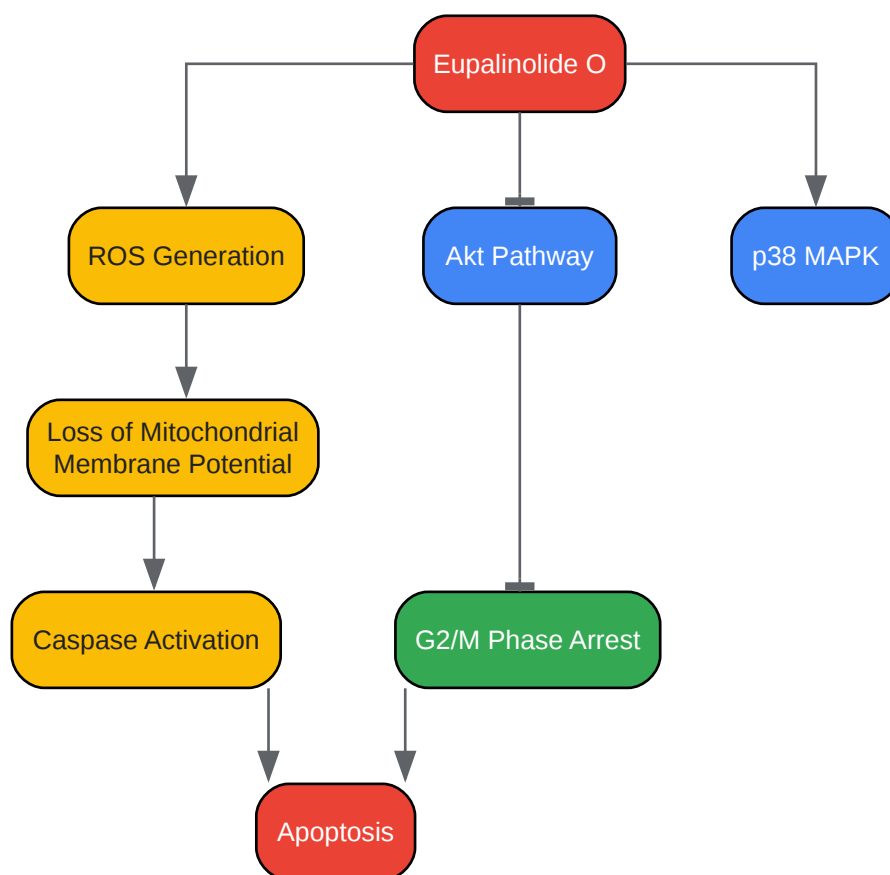 Eupalinolide O
ROS Generation
Akt Pathway
p38 MAPK
Loss of Mitochondrial
Membrane Potential
Caspase Activation
G2/M Phase Arrest
Apoptosis